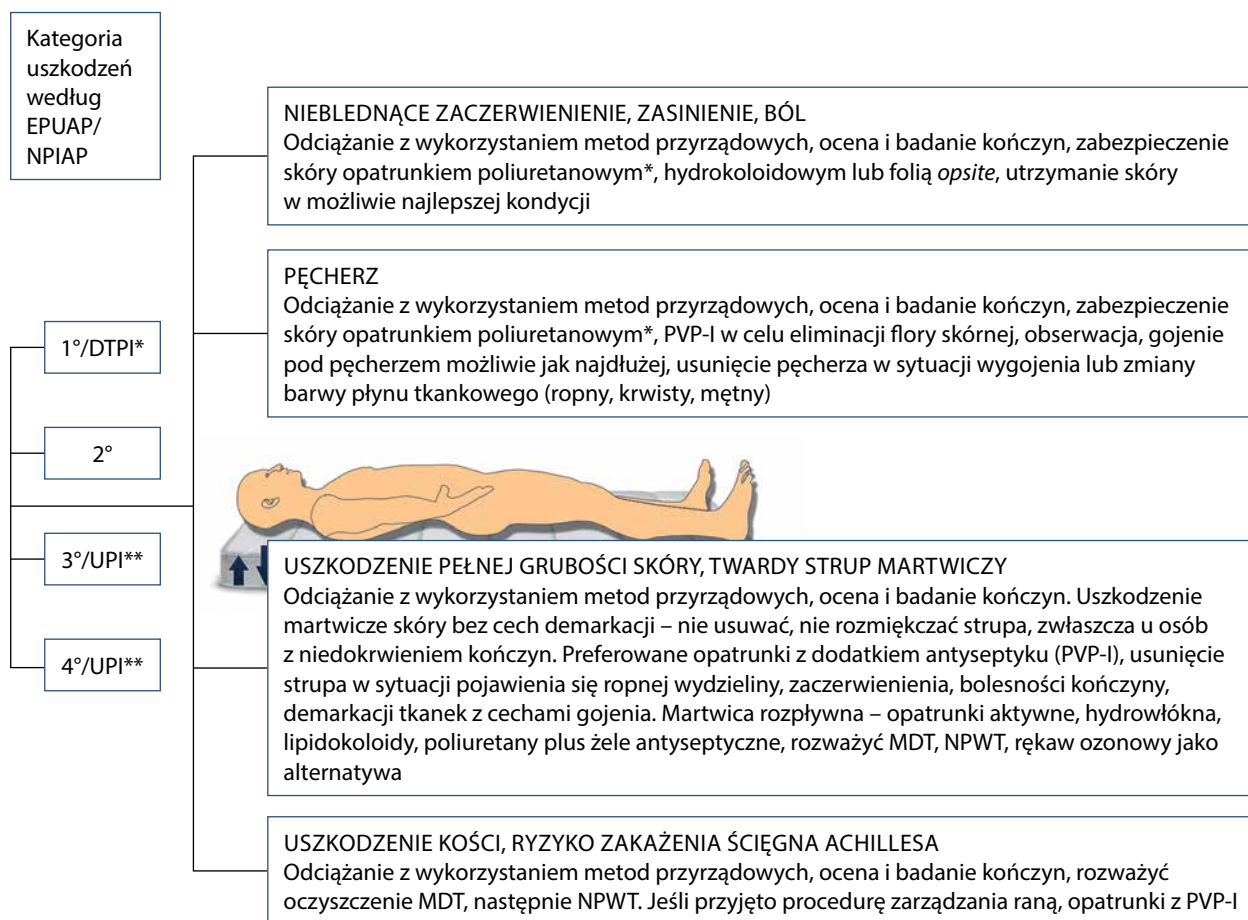 Kategoria
uszkodzeń
według
EPUAP/
NPIAP
NIEBLEDNĄCE ZACZERWIENIENIE, ZASINIENIE, BÓL
Odciążanie z wykorzystaniem metod przyrządowych, ocena i badanie kończyn, zabezpieczenie
skóry opatrunkiem poliuretanowym*, hydrokoloidowym lub folią opsite, utrzymanie skóry
w możliwie najlepszej kondycji
PĘCHERZ
Odciążanie z wykorzystaniem metod przyrządowych, ocena i badanie kończyn, zabezpieczenie
skóry opatrunkiem poliuretanowym*, PVP-I w celu eliminacji flory skórnej, obserwacja, gojenie
pod pęcherzem możliwie jak najdłużej, usunięcie pęcherza w sytuacji wygojenia lub zmiany
barwy płynu tkankowego (ropny, krwisty, mętny)
1°/DTPI*
2°
3°/UPI**
4°/UPI**
USZKODZENIE PEŁNEJ GRUBOŚCI SKÓRY, TWARDY STRUP MARTWICZY
Odciążanie z wykorzystaniem metod przyrządowych, ocena i badanie kończyn. Uszkodzenie
martwicze skóry bez cech demarkacji – nie usuwać, nie rozmiękczać strupa, zwłaszcza u osób
z niedokrwieniem kończyn. Preferowane opatrunki z dodatkiem antyseptyku (PVP-I), usunięcie
strupa w sytuacji pojawienia się ropnej wydzieliny, zaczerwienienia, bolesności kończyny,
demarkacji tkanek z cechami gojenia. Martwica rozpływna – opatrunki aktywne, hydrowłókna,
lipidokoloidy, poliuretany plus żele antyseptyczne, rozważyć MDT, NPWT, rękaw ozonowy jako
alternatywa
USZKODZENIE KOŚCI, RYZYKO ZAKAŻENIA ŚCIĘGNA ACHILLESA
Odciążanie z wykorzystaniem metod przyrządowych, ocena i badanie kończyn, rozważyć
oczyszczenie MDT, następnie NPWT. Jeśli przyjęto procedurę zarządzania raną, opatrunki z PVP-I